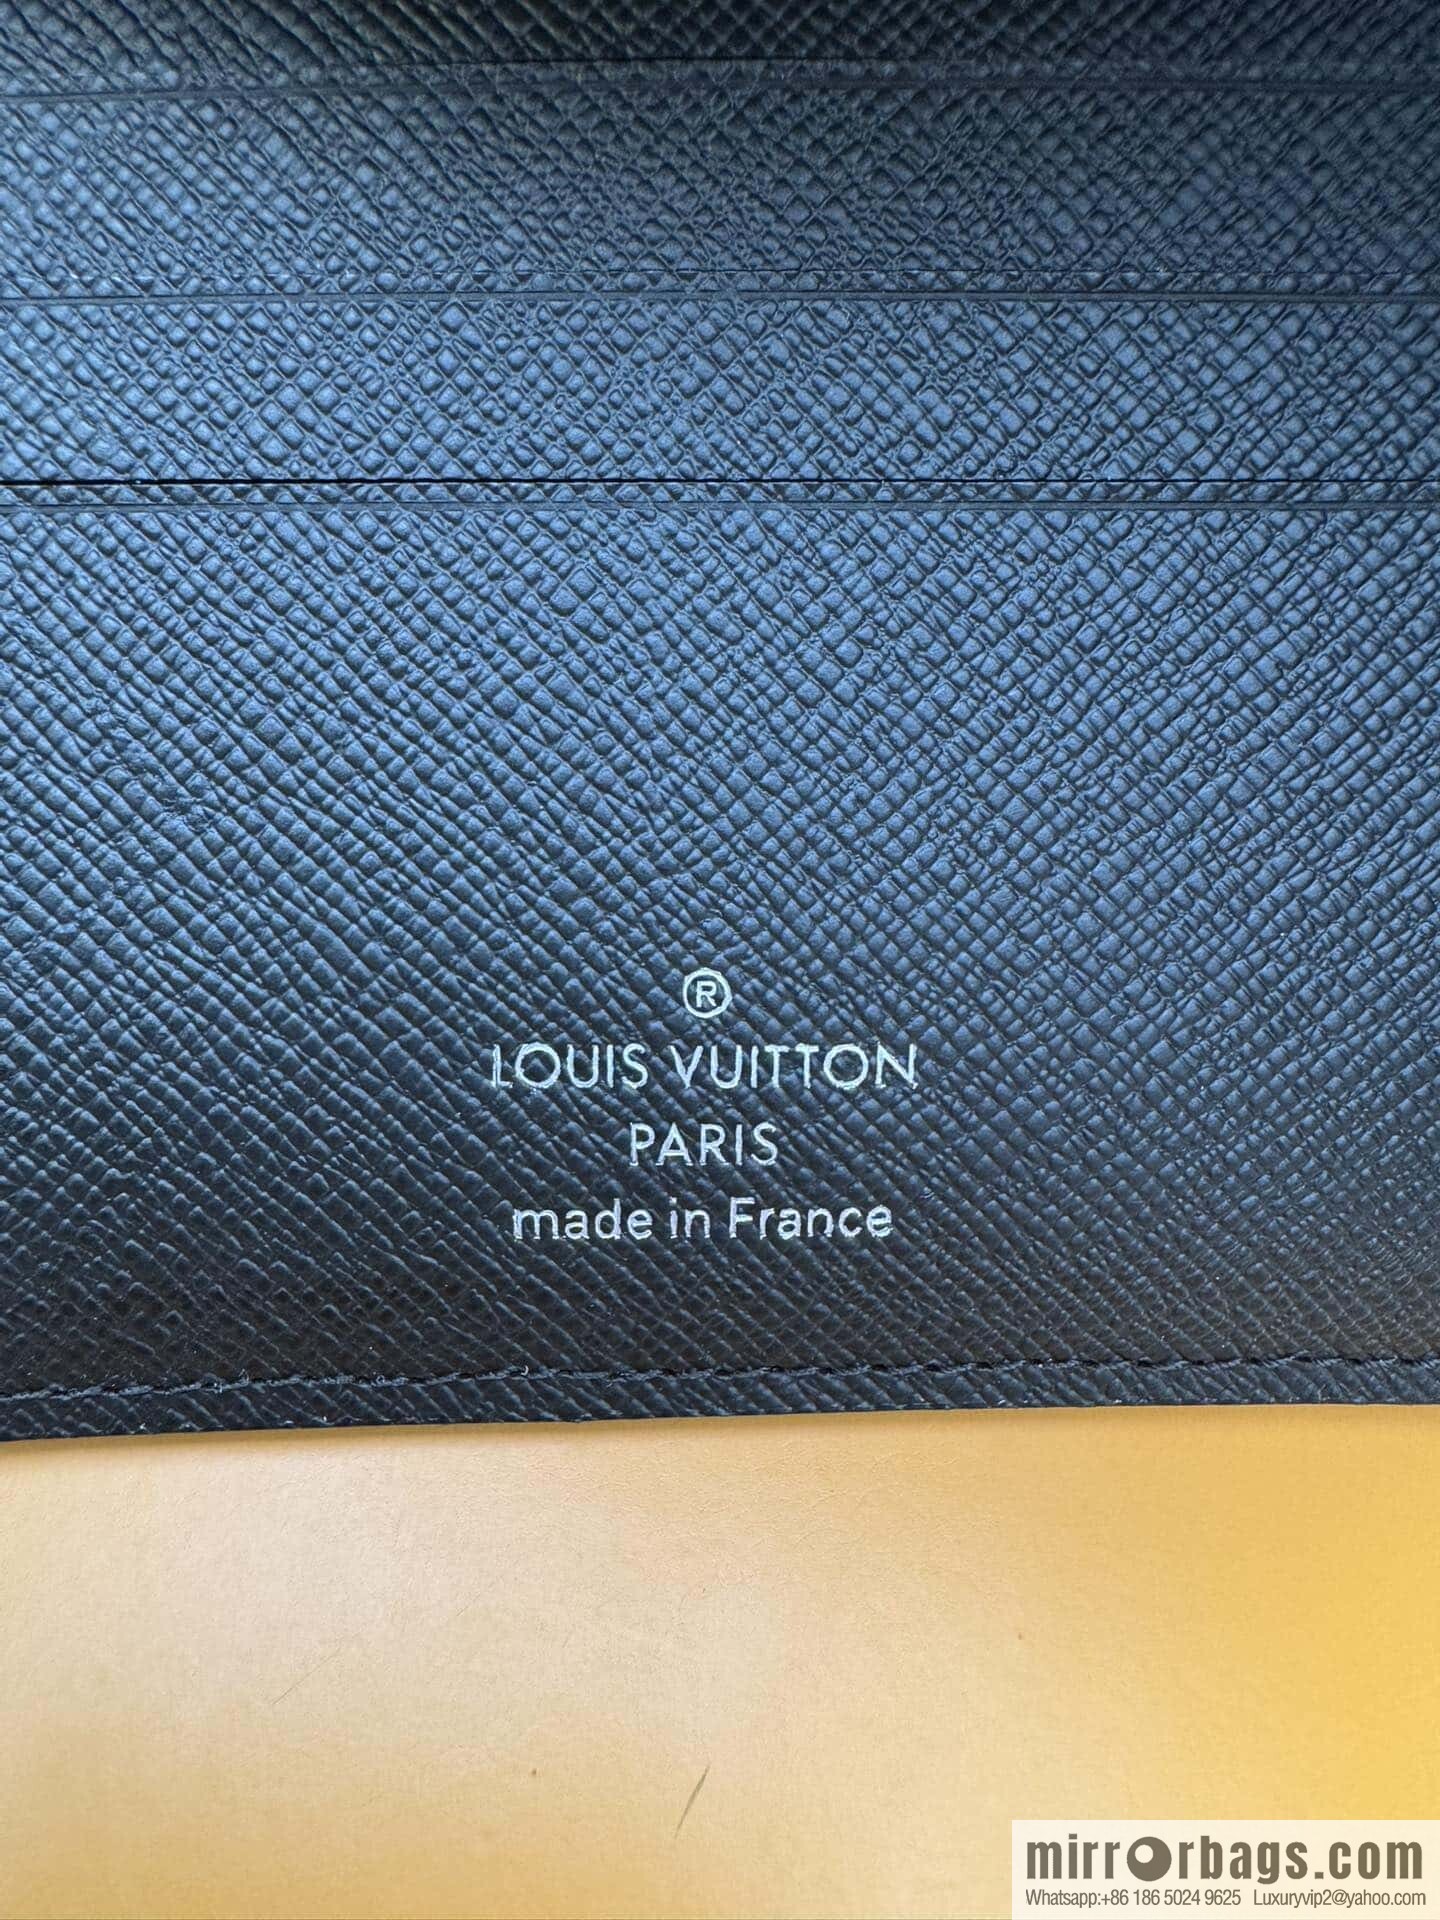 ®
LOUIS VUITTON
PARIS
made in France
mirrorbags.com
Whatsapp:+86 186 5024 9625 Luxuryvip2@yahoo.com